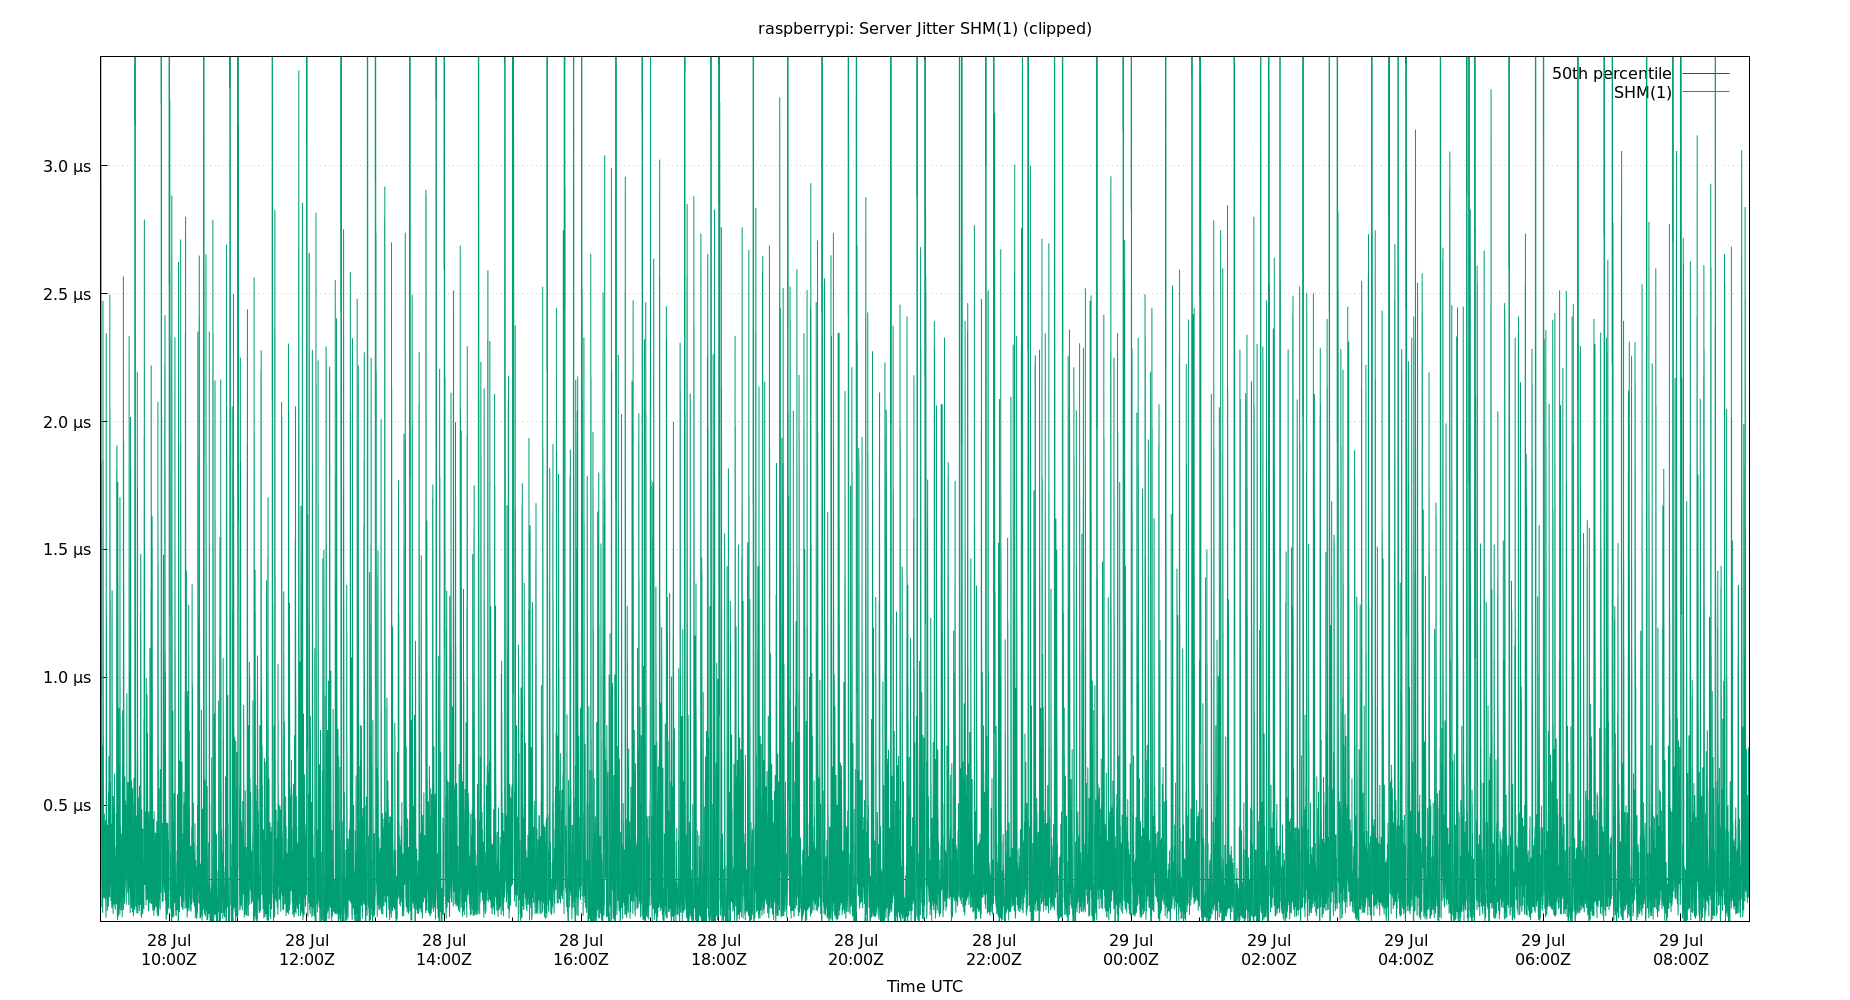 raspberrypi: Server Jitter SHM(1) (clipped)
50th percentile
SHM(1)
3.0 µs
2.5 µs
2.0 µs
1.5 µs
1.0 µs
0.5 µs
28 Jul 28 Jul 28 Jul 28 Jul 28 Jul 28 Jul 28 Jul 29 Jul 29 Jul 29 Jul 29 Jul 29 Jul
10:00Z 12:00Z 14:00Z 16:00Z 18:00Z 20:00Z 22:00Z 00:00Z 02:00Z 04:00Z 06:00Z 08:00Z
Time UTC